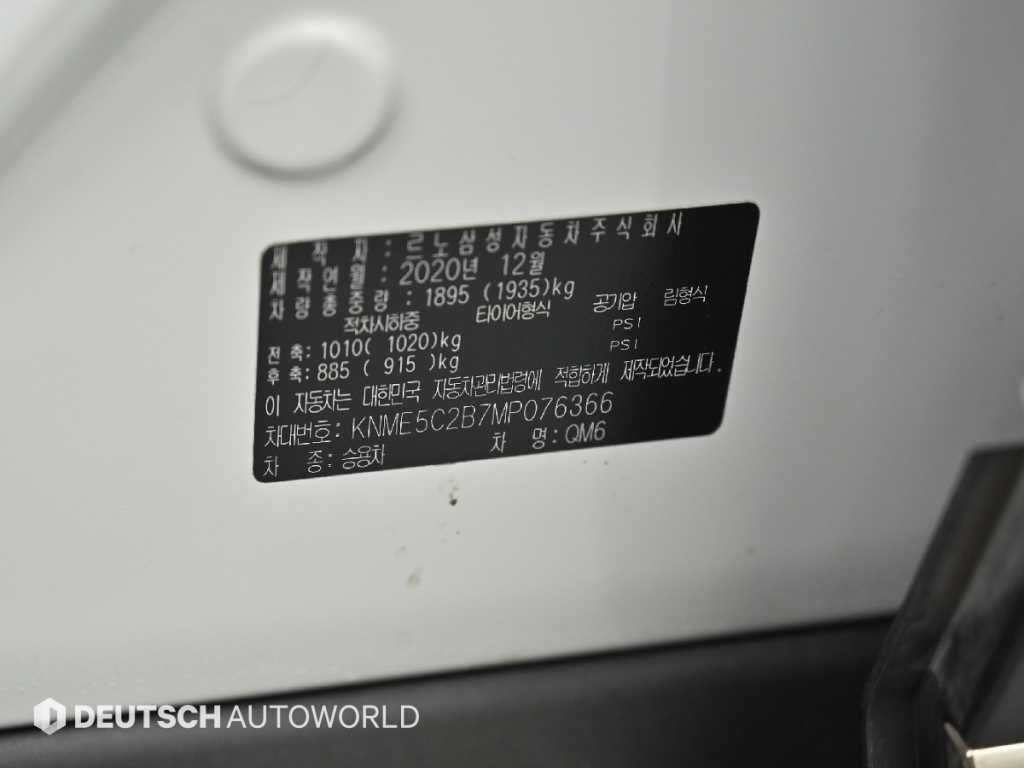 제 작 자 : 르노삼성자동차주식회사
제작연월 : 2020년 12월
차량총중량 : 1895 (1935)kg
적차시하중 타이어형식 공기압 림형식
전 축: 1010( 1020)kg PSI
후 축: 885 ( 915 )kg PSI
이 자동차는 대한민국 자동차관리법령에 적합하게 제작되었습니다.
차대번호: KNME5C2B7MP076366
차 종: 승용차 차 명: QM6
DEUTSCH AUTOWORLD